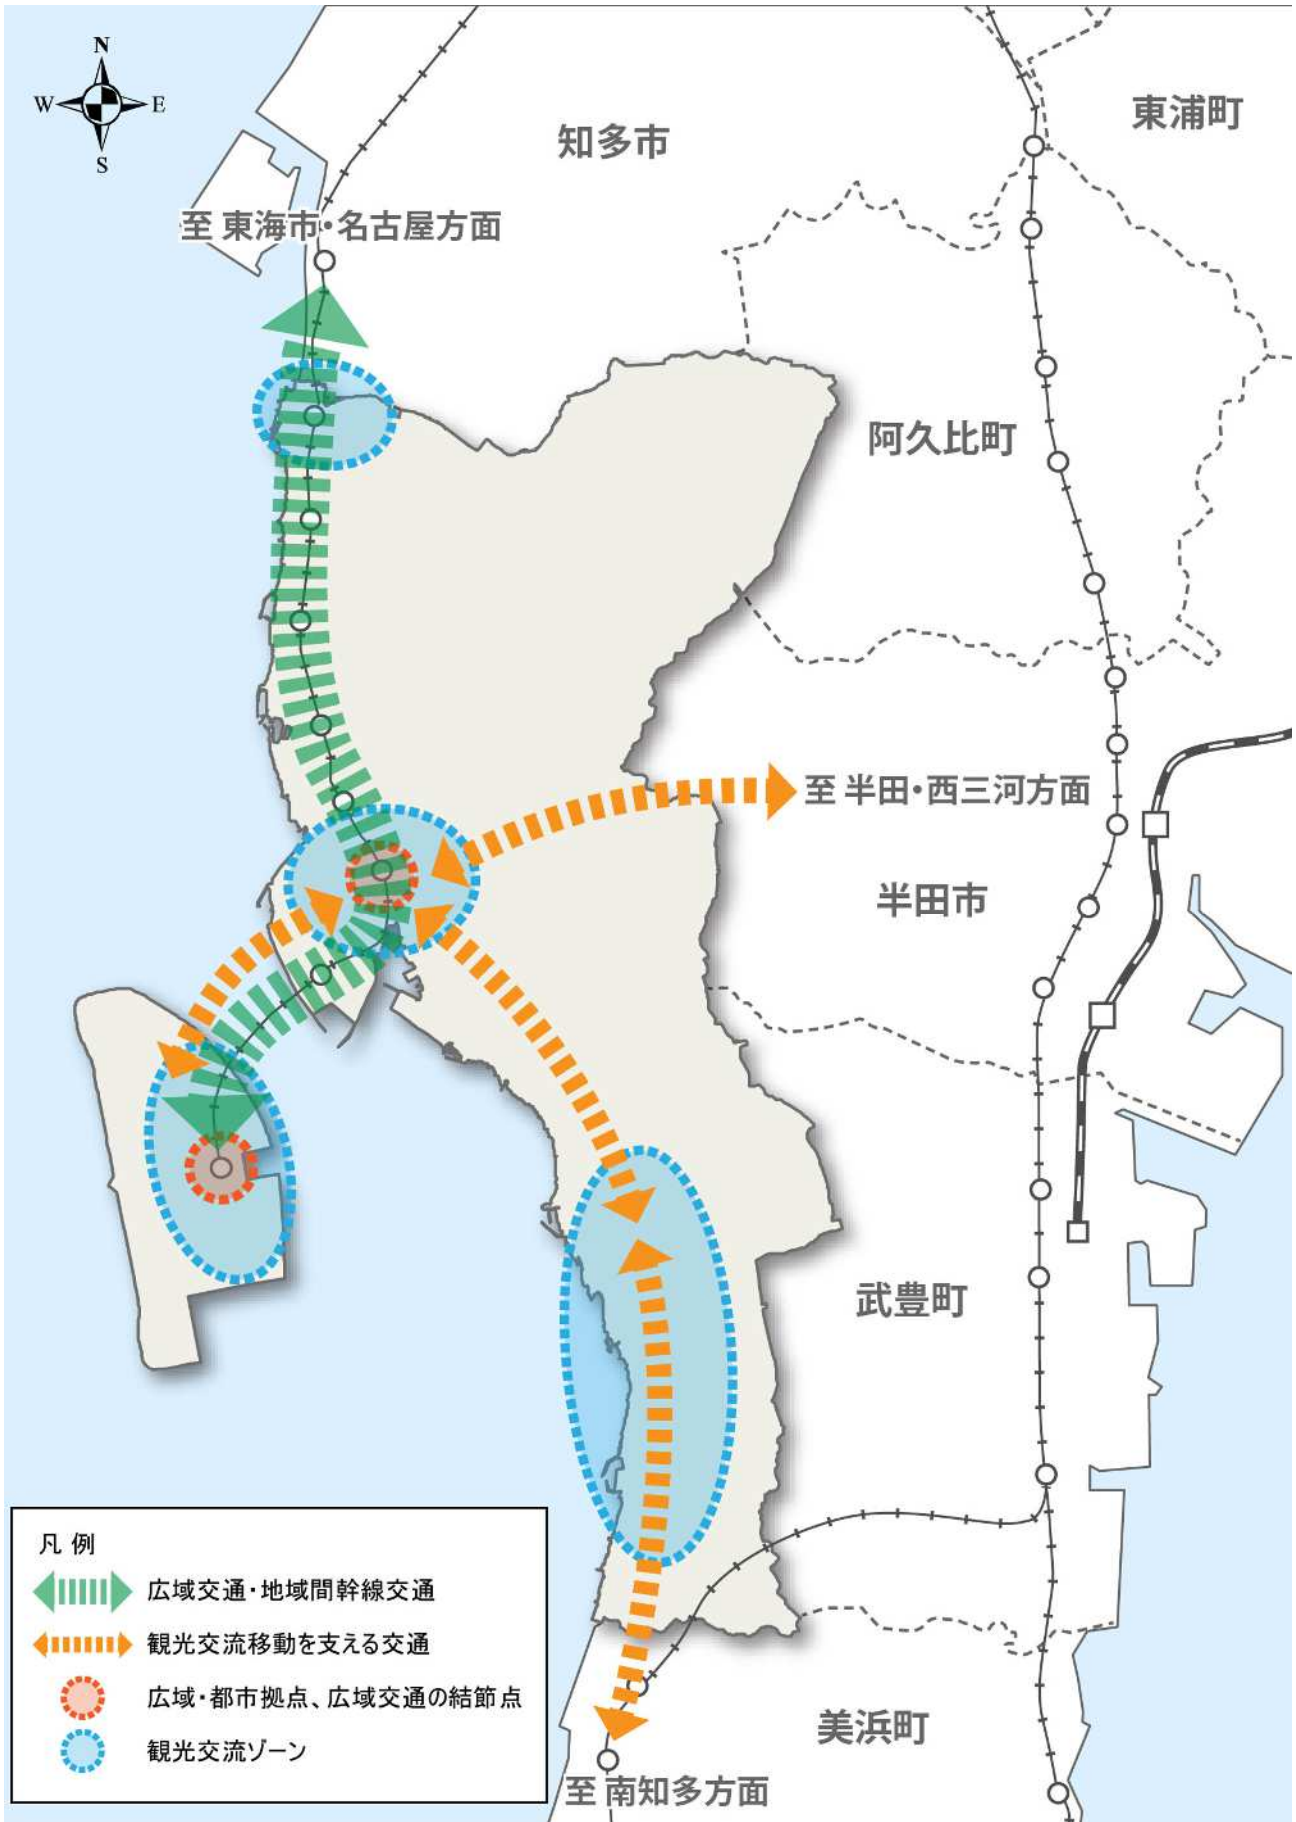 N
W
E
S
東浦町
知多市
至 東海市・名古屋方面
阿久比町
至 半田・西三河方面
半田市
武豊町
凡 例
広域交通・地域間幹線交通
観光交流移動を支える交通
広域・都市拠点、広域交通の結節点
観光交流ゾーン
美浜町
至 南知多方面